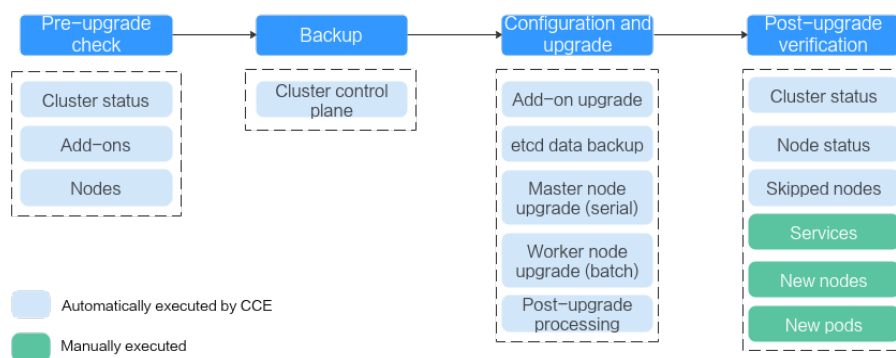 Pre-upgrade
check
Backup
Configuration and
upgrade
Post-upgrade
verification
Cluster status
Add-ons
Nodes
Cluster control
plane
Add-on upgrade
etcd data backup
Master node
upgrade (serial)
Worker node
upgrade (batch)
Post-upgrade
processing
Cluster status
Node status
Skipped nodes
Services
New nodes
New pods
Automatically executed by CCE
Manually executed